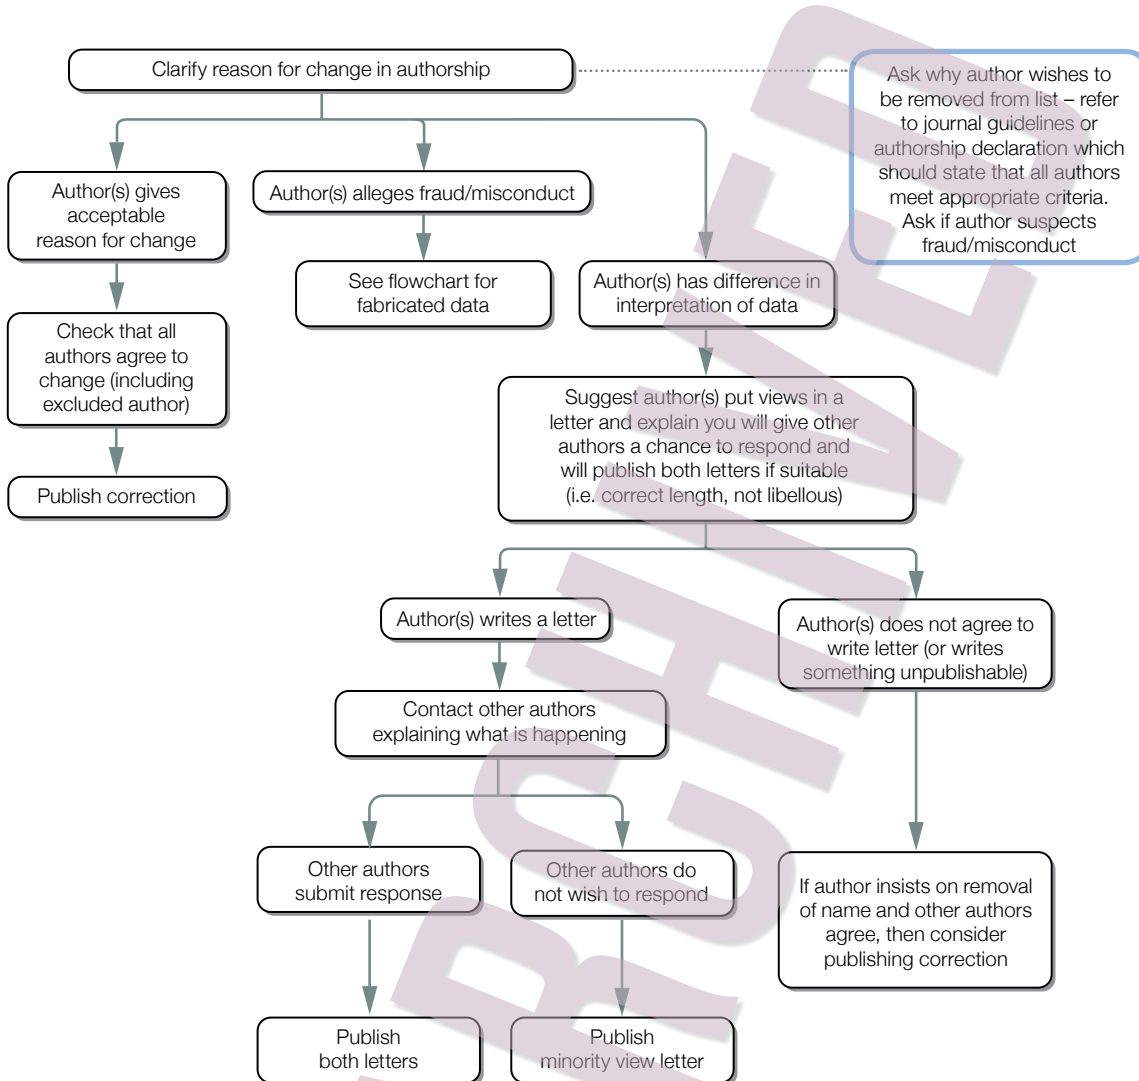 Clarify reason for change in authorship
Ask why author wishes to
be removed from list – refer
to journal guidelines or
authorship declaration which
should state that all authors
meet appropriate criteria.
Ask if author suspects
fraud/misconduct
Author(s) gives
acceptable
reason for change
Author(s) alleges fraud/misconduct
See flowchart for
fabricated data
Author(s) has difference in
interpretation of data
Check that all
authors agree to
change (including
excluded author)
Publish correction
Suggest author(s) put views in a
letter and explain you will give other
authors a chance to respond and
will publish both letters if suitable
(i.e. correct length, not libellous)
Author(s) writes a letter
Author(s) does not agree to
write letter (or writes
something unpublishable)
Contact other authors
explaining what is happening
Other authors
submit response
Other authors do
not wish to respond
If author insists on removal
of name and other authors
agree, then consider
publishing correction
Publish
both letters
Publish
minority view letter
RCHIVED